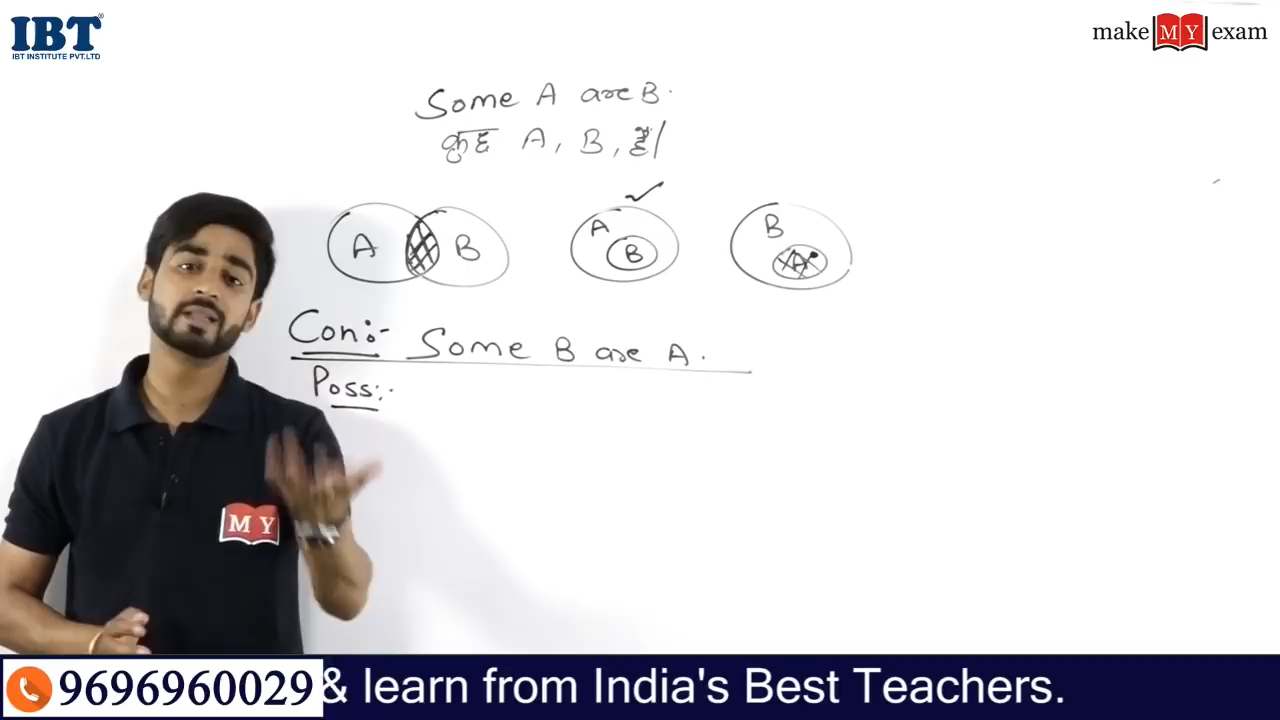 IBT
IBT INSTITUTE PVT.LTD
make MY exam
Some A are B.
कुछ A, B, हैं।
A B
A B
B A
Con:- Some B are A.
Poss:-
MY
9696960029 & learn from India's Best Teachers.